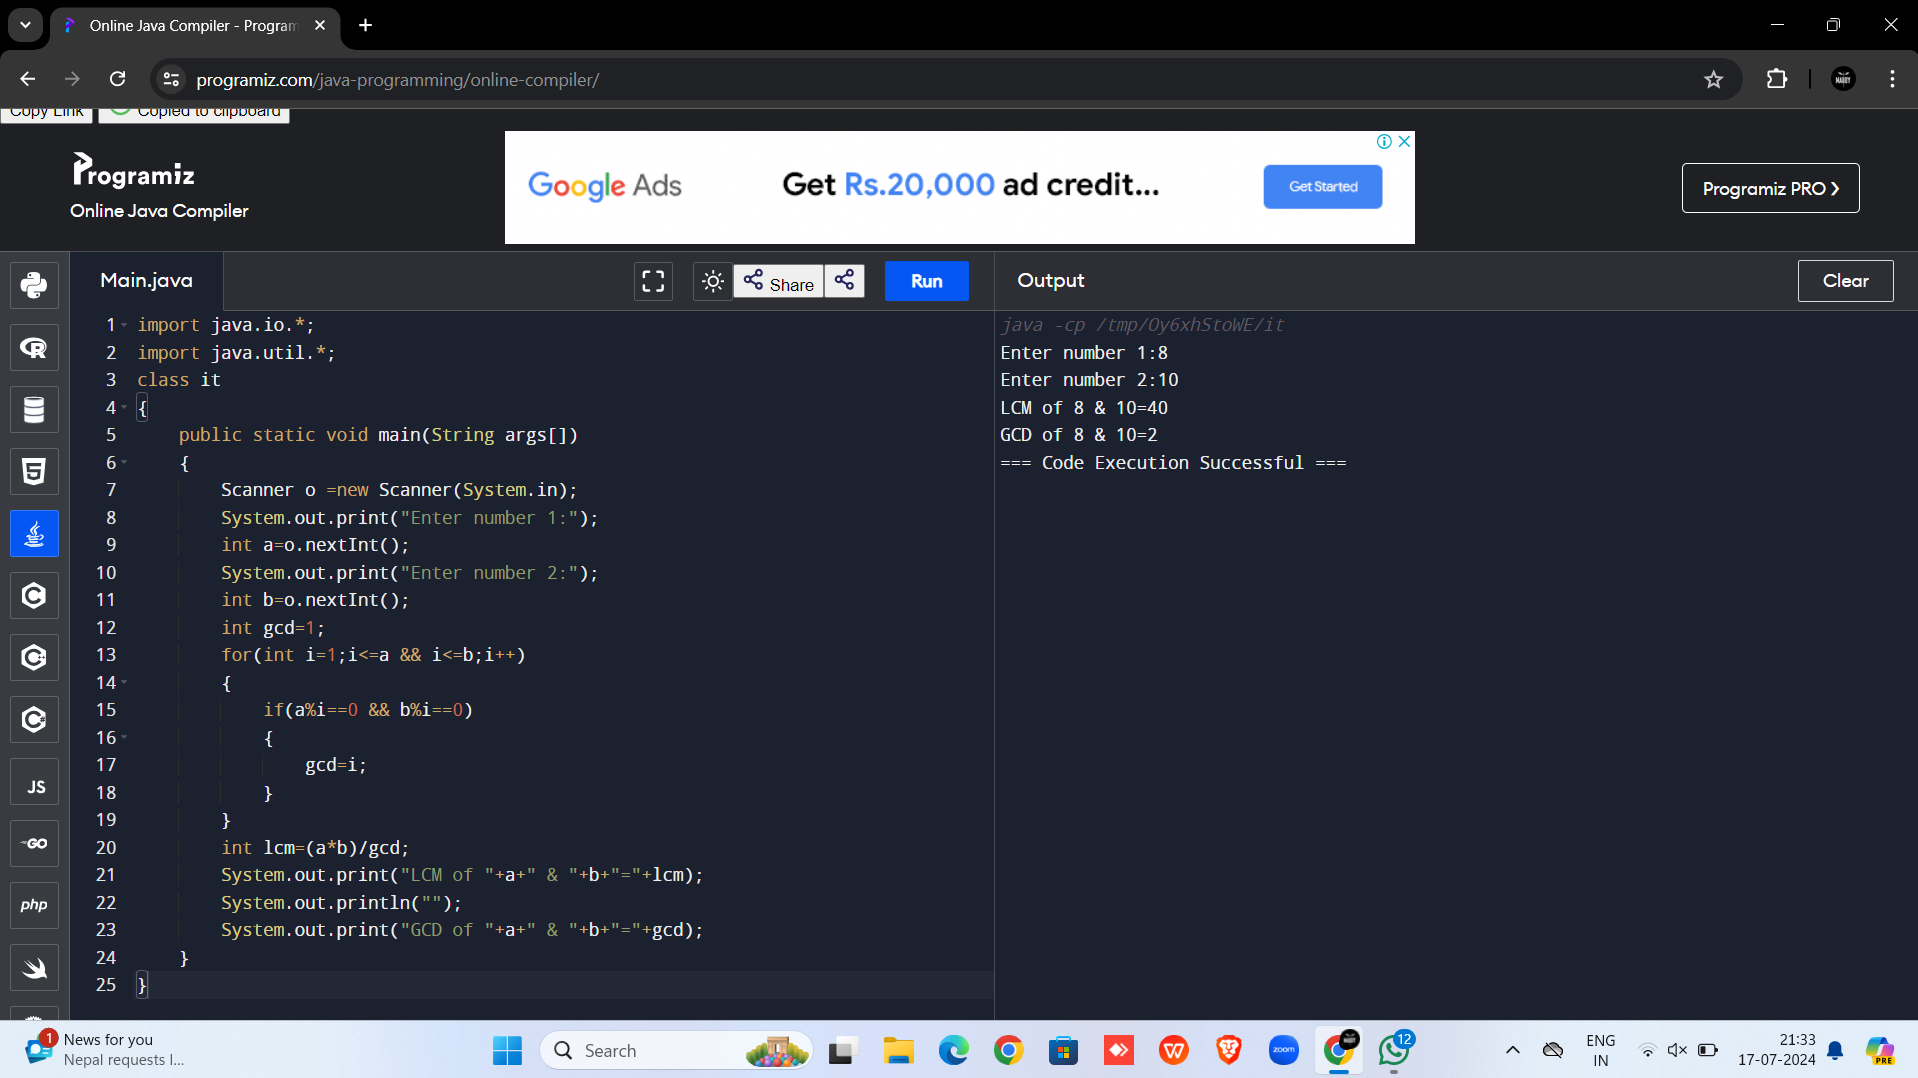 Online Java Compiler - Program
programiz.com/java-programming/online-compiler/
Copy Link
Copied to clipboard
Programiz
Online Java Compiler
Google Ads
Get Rs.20,000 ad credit...
Get Started
Programiz PRO
Main.java
Share
Run
Output
Clear
1 import java.io.*;
2 import java.util.*;
3 class it
4 {
5 public static void main(String args[])
6 {
7 Scanner o =new Scanner(System.in);
8 System.out.print("Enter number 1:");
9 int a=o.nextInt();
10 System.out.print("Enter number 2:");
11 int b=o.nextInt();
12 int gcd=1;
13 for(int i=1;i<=a && i<=b;i++)
14 {
15 if(a%i==0 && b%i==0)
16 {
17 gcd=i;
18 }
19 }
20 int lcm=(a*b)/gcd;
21 System.out.print("LCM of "+a+" & "+b+"="+lcm);
22 System.out.println("");
23 System.out.print("GCD of "+a+" & "+b+"="+gcd);
24 }
25 }
java -cp /tmp/Oy6xhStoWE/it
Enter number 1:8
Enter number 2:10
LCM of 8 & 10=40
GCD of 8 & 10=2
=== Code Execution Successful ===
JS
GO
php
1
News for you
Nepal requests l...
Search
zoom
12
ENG
IN
21:33
17-07-2024
PRE